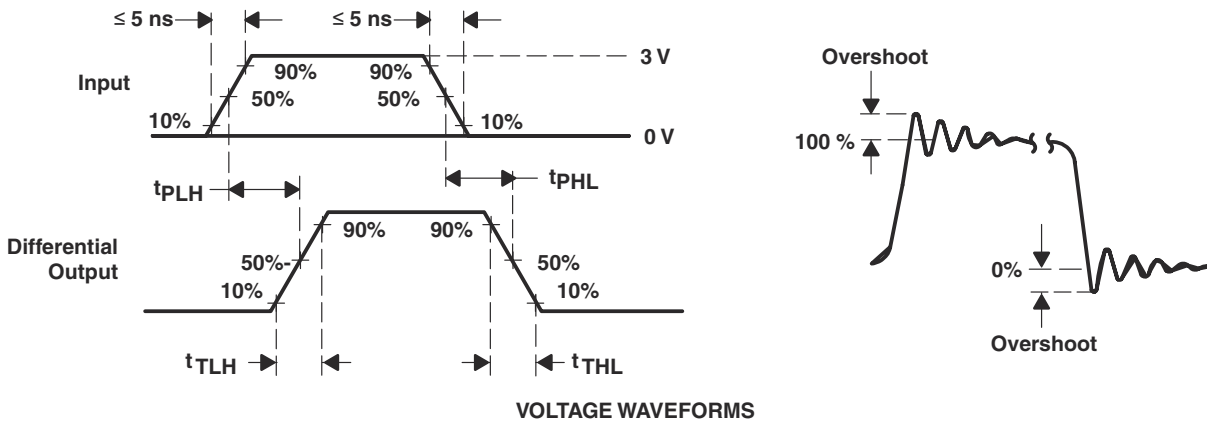 ≤ 5 ns
≤ 5 ns
3 V
Input
90%
90%
50%
50%
10%
10%
0 V
tPLH
tPHL
Differential
Output
90%
90%
50%-
50%
10%
10%
tTLH
tTHL
Overshoot
100 %
0%
Overshoot
VOLTAGE WAVEFORMS